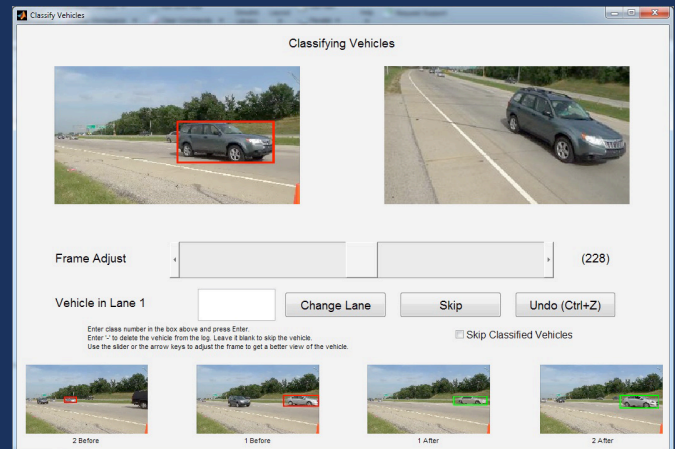 Classify Vehicles
Classifying Vehicles
Frame Adjust
(228)
Vehicle in Lane 1
Change Lane
Skip
Undo (Ctrl+Z)
Enter class number in the box above and press Enter.
Enter '-' to delete the vehicle from the log. Leave it blank to skip the vehicle.
Use the slider or the arrow keys to adjust the frame to get a better view of the vehicle.
Skip Classified Vehicles
2 Before
1 Before
1 After
2 After